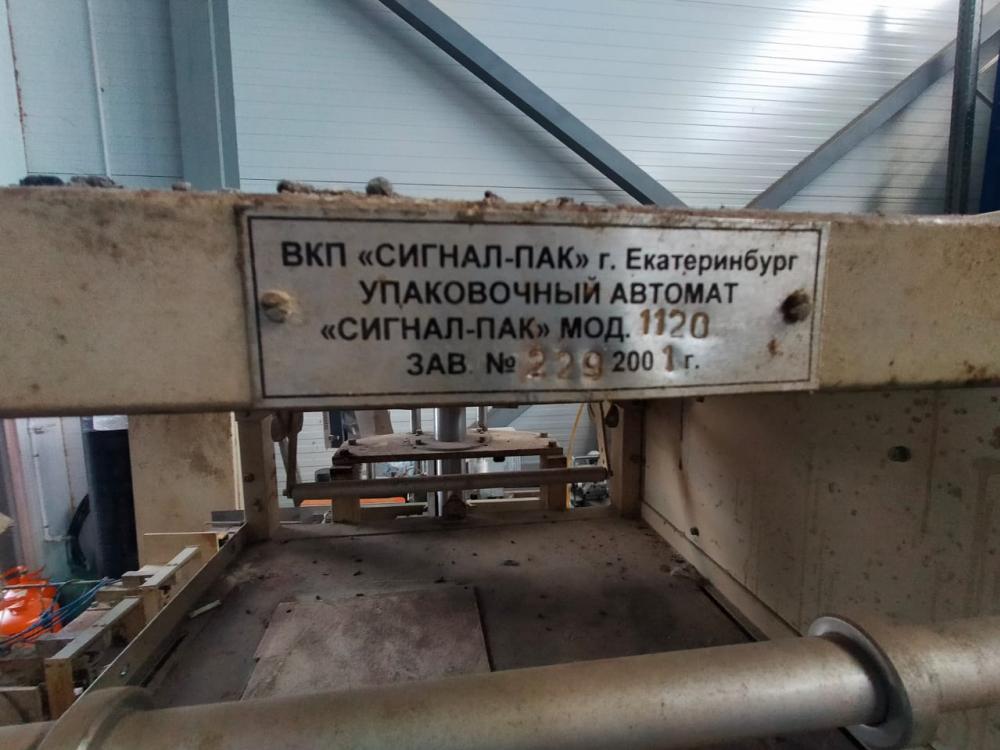 ВКП «СИГНАЛ-ПАК» г. Екатеринбург
УПАКОВОЧНЫЙ АВТОМАТ
«СИГНАЛ-ПАК» МОД. 1120
ЗАВ. № 229 2001 г.